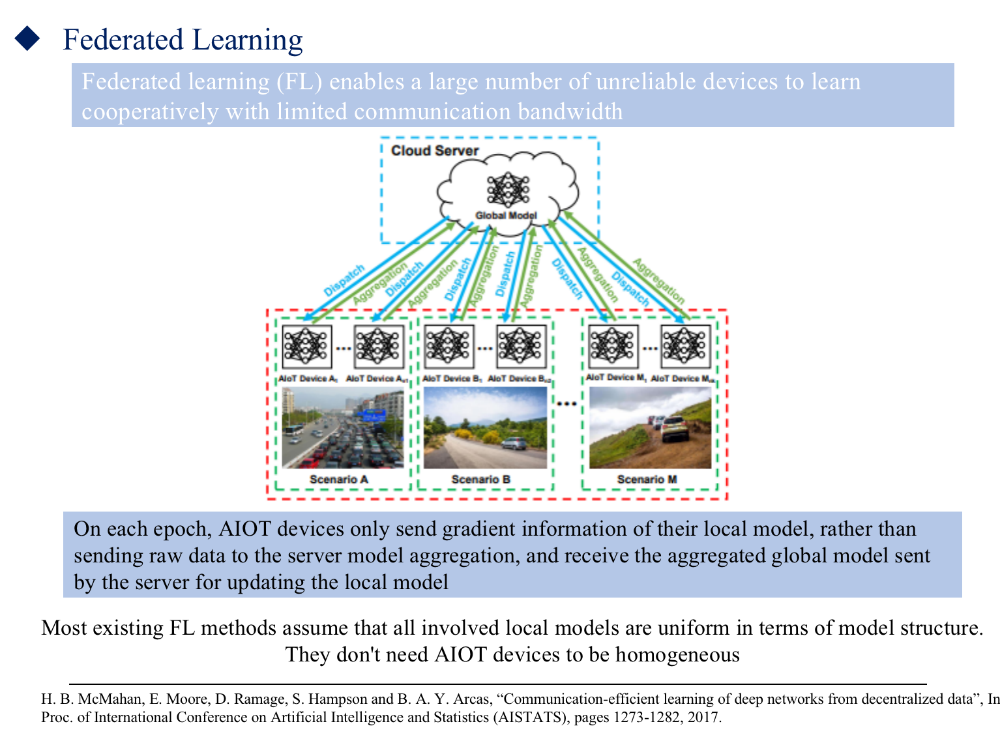 Federated Learning
Federated learning (FL) enables a large number of unreliable devices to learn
cooperatively with limited communication bandwidth
Cloud Server
Global Model
Dispatch
Aggregation
Dispatch
Aggregation
Dispatch
Aggregation
Dispatch
Aggregation
Dispatch
Aggregation
Dispatch
Aggregation
... ... ...
AIoT Device A₁ AIoT Device Aₙ₁ AIoT Device B₁ AIoT Device Bₙ₂ AIoT Device M₁ AIoT Device M
...
Scenario A Scenario B Scenario M
On each epoch, AIOT devices only send gradient information of their local model, rather than
sending raw data to the server model aggregation, and receive the aggregated global model sent
by the server for updating the local model
Most existing FL methods assume that all involved local models are uniform in terms of model structure.
They don't need AIOT devices to be homogeneous
H. B. McMahan, E. Moore, D. Ramage, S. Hampson and B. A. Y. Arcas, “Communication-efficient learning of deep networks from decentralized data”, In
Proc. of International Conference on Artificial Intelligence and Statistics (AISTATS), pages 1273-1282, 2017.